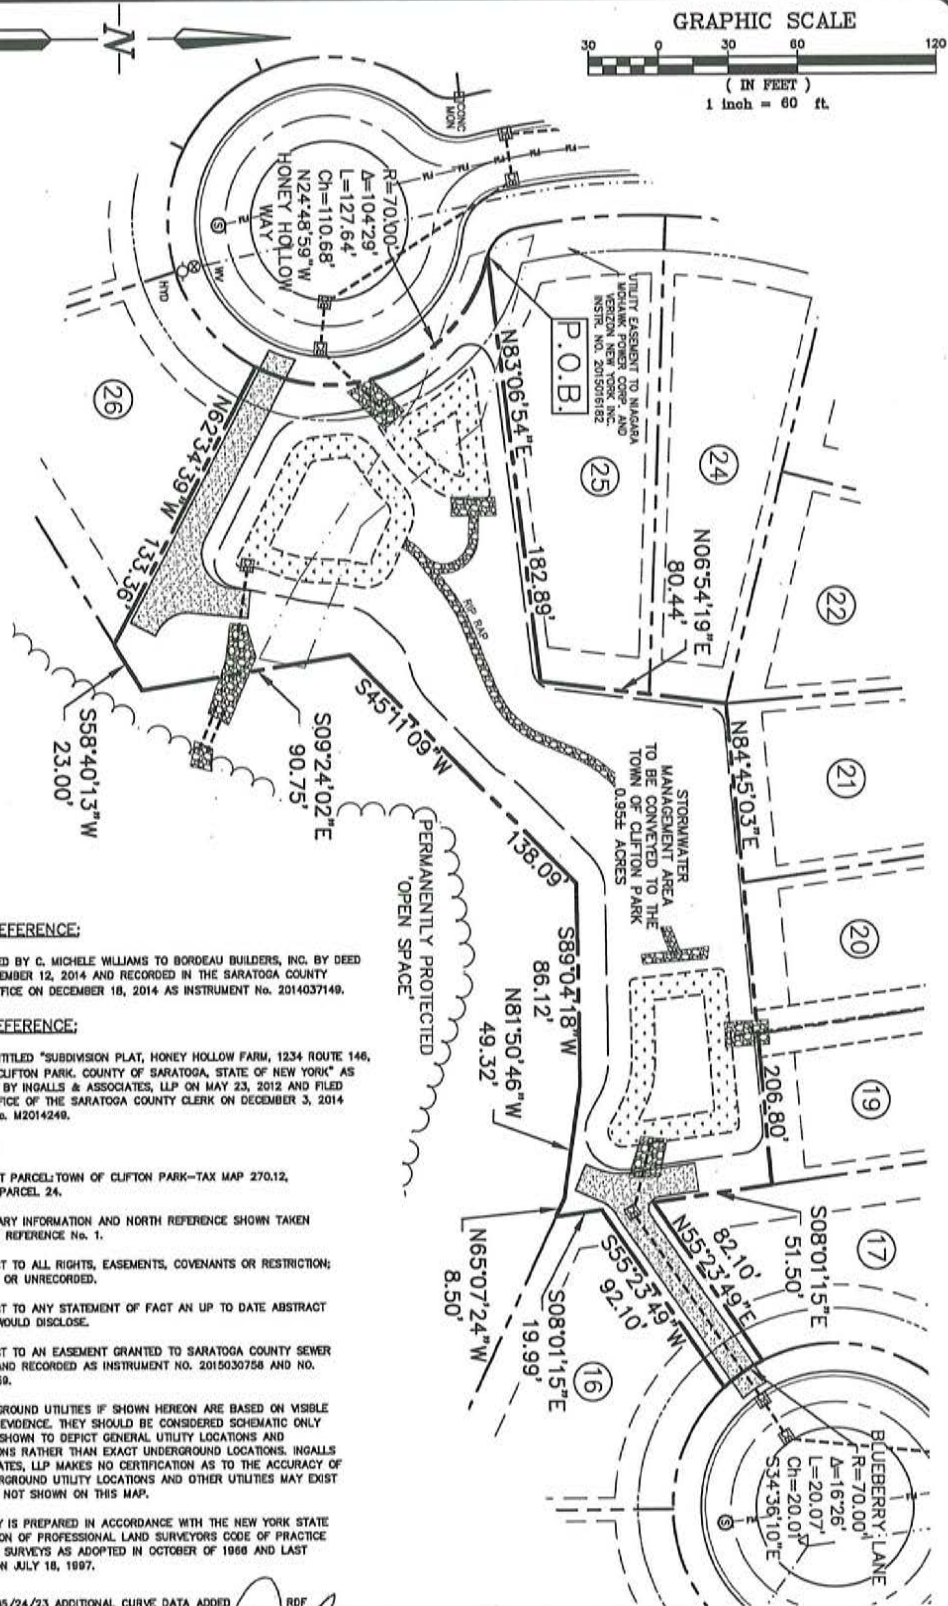 GRAPHIC SCALE
30 0 30 60 120
( IN FEET )
1 inch = 60 ft.
N
CONC
MON
R=70.00'
Δ=104°29'
L=127.64'
Ch=110.68'
N24°48'59"W
HONEY HOLLOW
WAY
S
WV
HYD
26
N62°34'39"W 133.36'
UTILITY EASEMENT TO NIAGARA
MOHAWK POWER CORP. AND
VERIZON NEW YORK INC.
INSTR. NO. 2015016182
P.O.B.
N83°06'54"E 182.89'
25
24
N06°54'19"E
80.44'
22
RIP RAP
S58°40'13"W
23.00'
S09°24'02"E
90.75'
S45°11'09"W 138.09'
N84°45'03"E 206.80'
21
20
19
17
STORMWATER
MANAGEMENT AREA
TO BE CONVEYED TO THE
TOWN OF CLIFTON PARK
0.95± ACRES
PERMANENTLY PROTECTED
'OPEN SPACE'
S89°04'18"W
86.12'
N81°50'46"W
49.32'
N65°07'24"W
8.50'
S08°01'15"E
19.99'
16
S55°23'49"W
92.10'
N55°23'49"E
82.10'
S08°01'15"E
51.50'
BLUEBERRY LANE
R=70.00'
Δ=16°26'
L=20.07'
Ch=20.01'
S34°36'10"E
S
EFERENCE:
ED BY C. MICHELE WILLIAMS TO BORDEAU BUILDERS, INC. BY DEED
EMBER 12, 2014 AND RECORDED IN THE SARATOGA COUNTY
FICE ON DECEMBER 18, 2014 AS INSTRUMENT No. 2014037149.
EFERENCE:
TITLED "SUBDIVISION PLAT, HONEY HOLLOW FARM, 1234 ROUTE 146,
CLIFTON PARK, COUNTY OF SARATOGA, STATE OF NEW YORK" AS
BY INGALLS & ASSOCIATES, LLP ON MAY 23, 2012 AND FILED
FICE OF THE SARATOGA COUNTY CLERK ON DECEMBER 3, 2014
o. M2014249.
T PARCEL: TOWN OF CLIFTON PARK-TAX MAP 270.12,
PARCEL 24.
ARY INFORMATION AND NORTH REFERENCE SHOWN TAKEN
REFERENCE No. 1.
T TO ALL RIGHTS, EASEMENTS, COVENANTS OR RESTRICTION;
OR UNRECORDED.
T TO ANY STATEMENT OF FACT AN UP TO DATE ABSTRACT
OULD DISCLOSE.
T TO AN EASEMENT GRANTED TO SARATOGA COUNTY SEWER
AND RECORDED AS INSTRUMENT NO. 2015030758 AND NO.
9.
GROUND UTILITIES IF SHOWN HEREON ARE BASED ON VISIBLE
EVIDENCE. THEY SHOULD BE CONSIDERED SCHEMATIC ONLY
SHOWN TO DEPICT GENERAL UTILITY LOCATIONS AND
ONS RATHER THAN EXACT UNDERGROUND LOCATIONS. INGALLS
ATES, LLP MAKES NO CERTIFICATION AS TO THE ACCURACY OF
RGROUND UTILITY LOCATIONS AND OTHER UTILITIES MAY EXIST
NOT SHOWN ON THIS MAP.
Y IS PREPARED IN ACCORDANCE WITH THE NEW YORK STATE
ON OF PROFESSIONAL LAND SURVEYORS CODE OF PRACTICE
SURVEYS AS ADOPTED IN OCTOBER OF 1966 AND LAST
N JULY 18, 1997.
5/24/23 ADDITIONAL CURVE DATA ADDED RDF